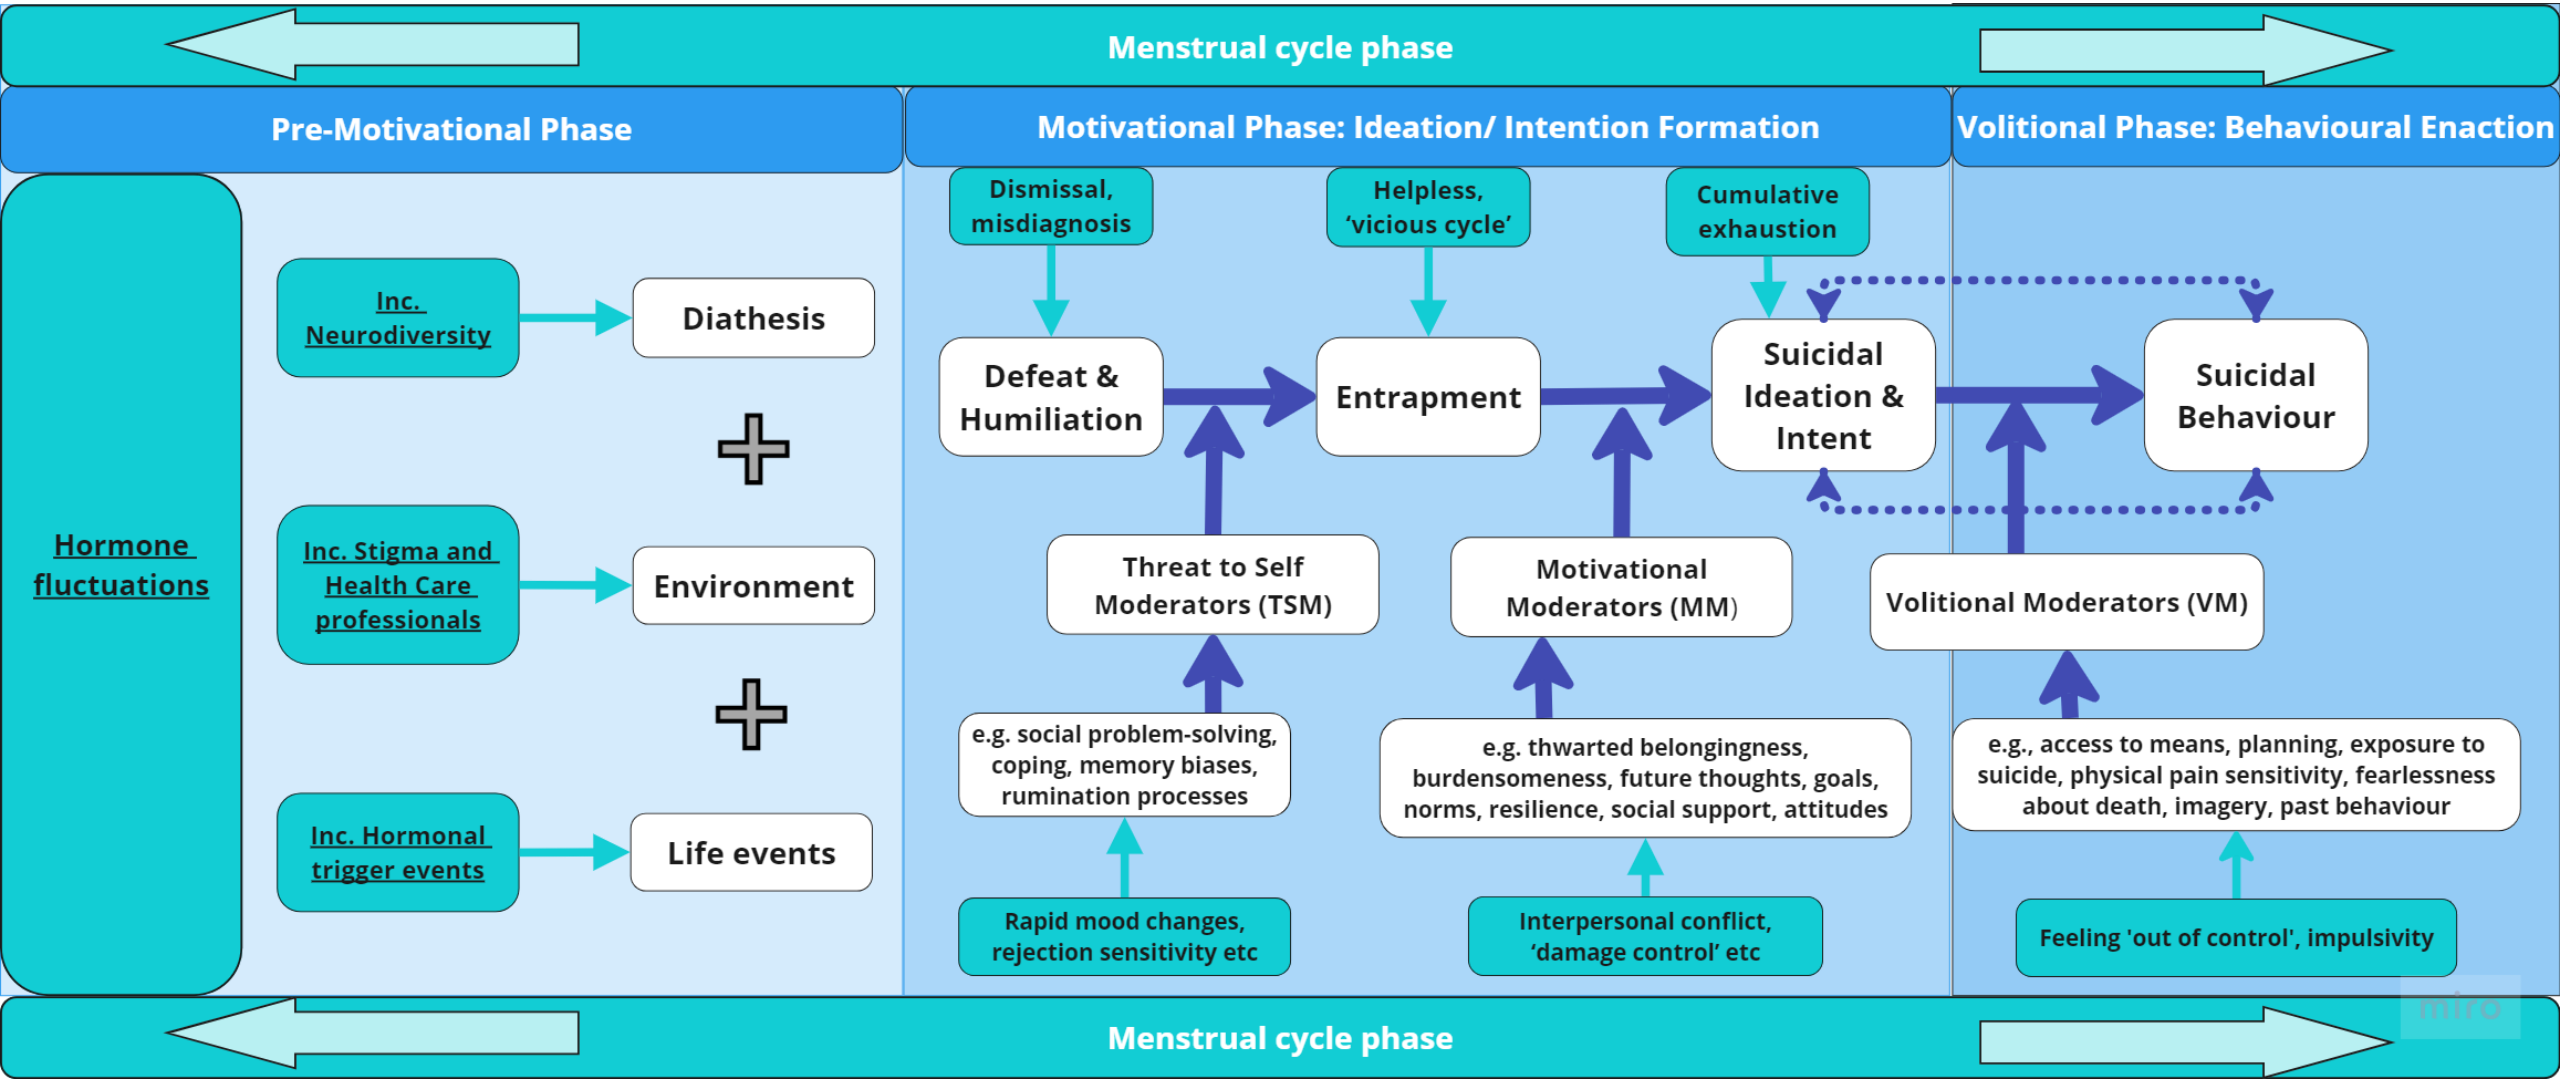 Menstrual cycle phase
Pre-Motivational Phase
Motivational Phase: Ideation/ Intention Formation
Volitional Phase: Behavioural Enaction
Hormone
fluctuations
Inc.
Neurodiversity
Diathesis
Inc. Stigma and
Health Care
professionals
Environment
Inc. Hormonal
trigger events
Life events
Dismissal,
misdiagnosis
Helpless,
‘vicious cycle’
Cumulative
exhaustion
Defeat &
Humiliation
Entrapment
Suicidal
Ideation &
Intent
Suicidal
Behaviour
Threat to Self
Moderators (TSM)
Motivational
Moderators (MM)
Volitional Moderators (VM)
e.g. social problem-solving,
coping, memory biases,
rumination processes
e.g. thwarted belongingness,
burdensomeness, future thoughts, goals,
norms, resilience, social support, attitudes
e.g., access to means, planning, exposure to
suicide, physical pain sensitivity, fearlessness
about death, imagery, past behaviour
Rapid mood changes,
rejection sensitivity etc
Interpersonal conflict,
‘damage control’ etc
Feeling 'out of control', impulsivity
miro
Menstrual cycle phase